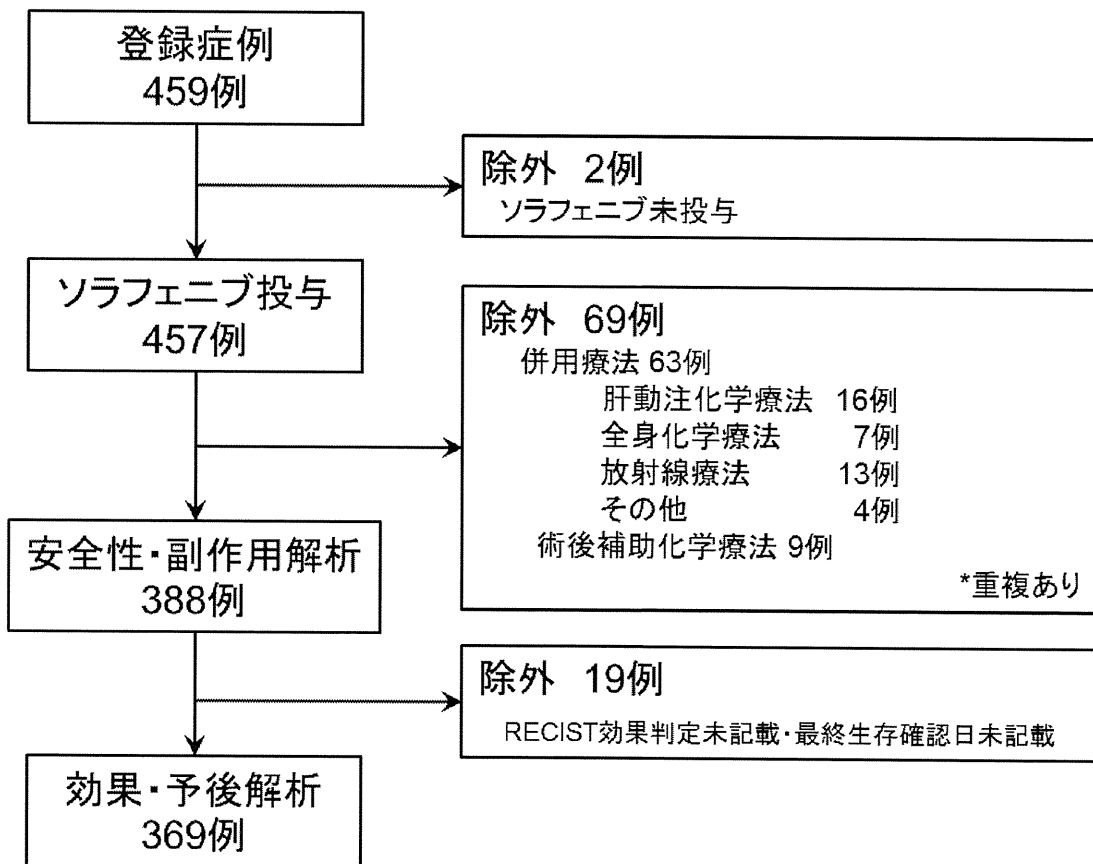 登録症例
459例
除外 2例
ソラフェニブ未投与
ソラフェニブ投与
457例
除外 69例
併用療法 63例
肝動注化学療法 16例
全身化学療法 7例
放射線療法 13例
その他 4例
術後補助化学療法 9例
*重複あり
安全性・副作用解析
388例
除外 19例
RECIST効果判定未記載・最終生存確認日未記載
効果・予後解析
369例